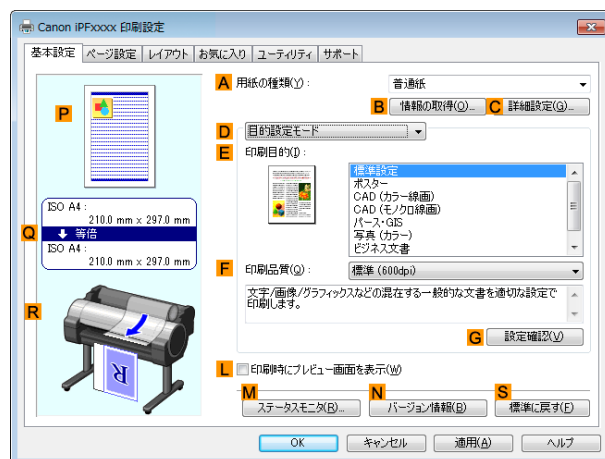 Canon iPFxxxx 印刷設定
基本設定 ページ設定 レイアウト お気に入り ユーティリティ サポート
A 用紙の種類(Y): 普通紙
B 情報の取得(O)... C 詳細設定(G)...
P
D 目的設定モード
E 印刷目的(I):
標準設定
ポスター
CAD (カラー線画)
CAD (モノクロ線画)
パース・GIS
写真 (カラー)
ビジネス文書
ISO A4 :
210.0 mm x 297.0 mm
Q 等倍
ISO A4 :
210.0 mm x 297.0 mm
F 印刷品質(Q): 標準 (600dpi)
文字/画像/グラフィックスなどの混在する一般的な文書を適切な設定で
印刷します。
R
G 設定確認(V)
L 印刷時にプレビュー画面を表示(W)
M N S
ステータスモニタ(R)... バージョン情報(B) 標準に戻す(F)
OK キャンセル 適用(A) ヘルプ